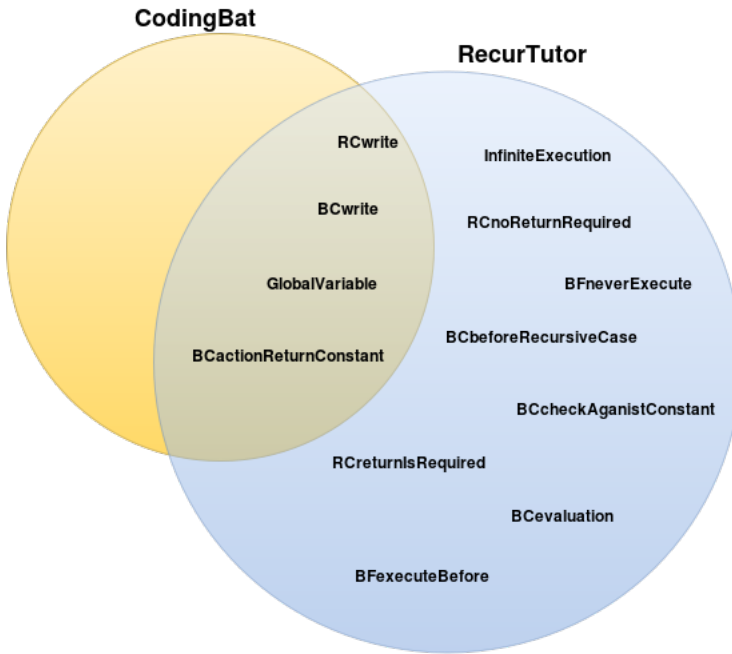 CodingBat
RecurTutor
RCwrite
InfiniteExecution
BCwrite
RCnoReturnRequired
GlobalVariable
BFneverExecute
BCbeforeRecursiveCase
BCactionReturnConstant
BCcheckAganistConstant
RCreturnIsRequired
BCevaluation
BFexecuteBefore